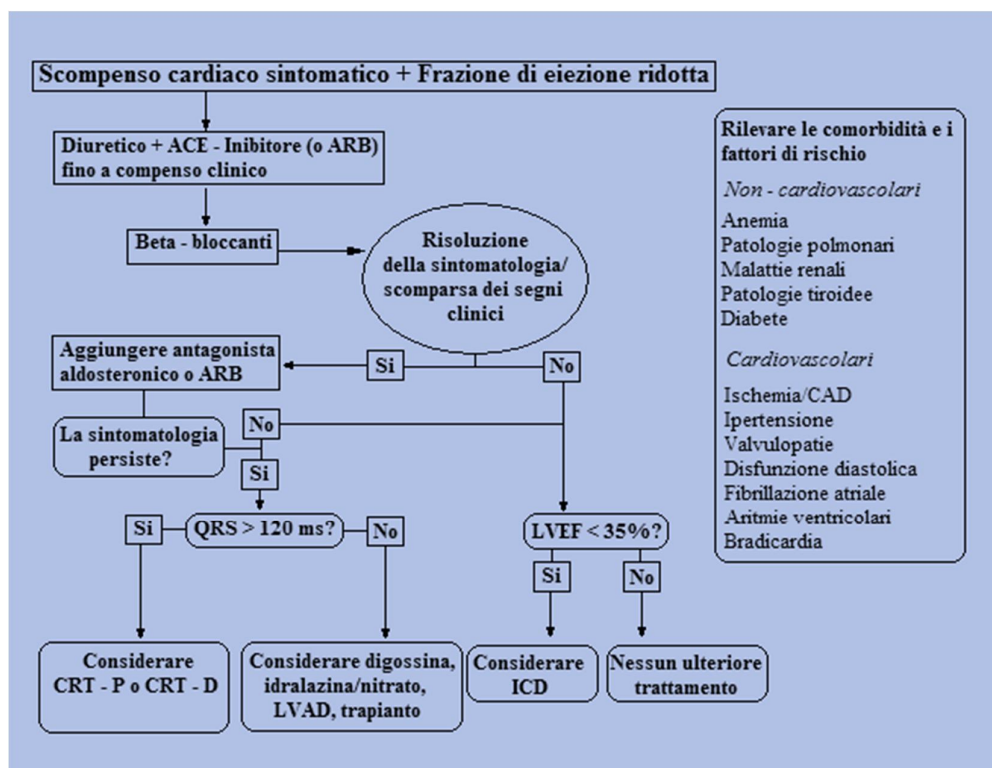 Scompenso cardiaco sintomatico + Frazione di eiezione ridotta
Diuretico + ACE - Inibitore (o ARB)
fino a compenso clinico
Beta - bloccanti
Risoluzione
della sintomatologia/
scomparsa dei segni
clinici
Aggiungere antagonista
aldosteronico o ARB
Si
No
La sintomatologia
persiste?
No
Si
Si
QRS > 120 ms?
No
LVEF < 35%?
Si
No
Considerare
CRT - P o CRT - D
Considerare digossina,
idralazina/nitrato,
LVAD, trapianto
Considerare
ICD
Nessun ulteriore
trattamento
Rilevare le comorbidità e i
fattori di rischio
Non - cardiovascolari
Anemia
Patologie polmonari
Malattie renali
Patologie tiroidee
Diabete
Cardiovascolari
Ischemia/CAD
Ipertensione
Valvulopatie
Disfunzione diastolica
Fibrillazione atriale
Aritmie ventricolari
Bradicardia